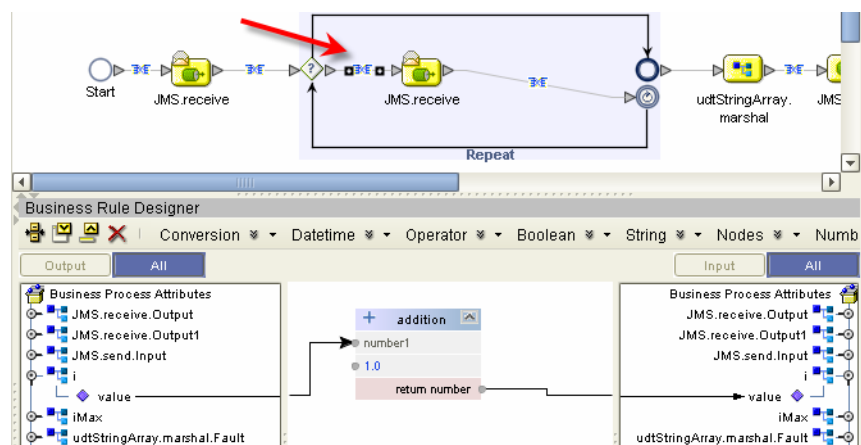 Start
JMS.receive
?
JMS.receive
udtStringArray.
marshal
JMS
Repeat
Business Rule Designer
Conversion Datetime Operator Boolean String Nodes Numb
Output All Input All
Business Process Attributes
JMS.receive.Output
JMS.receive.Output1
JMS.send.Input
i
value
iMax
udtStringArray.marshal.Fault
+ addition
number1
1.0
return number
Business Process Attributes
JMS.receive.Output
JMS.receive.Output1
JMS.send.Input
i
value
iMax
udtStringArray.marshal.Fault